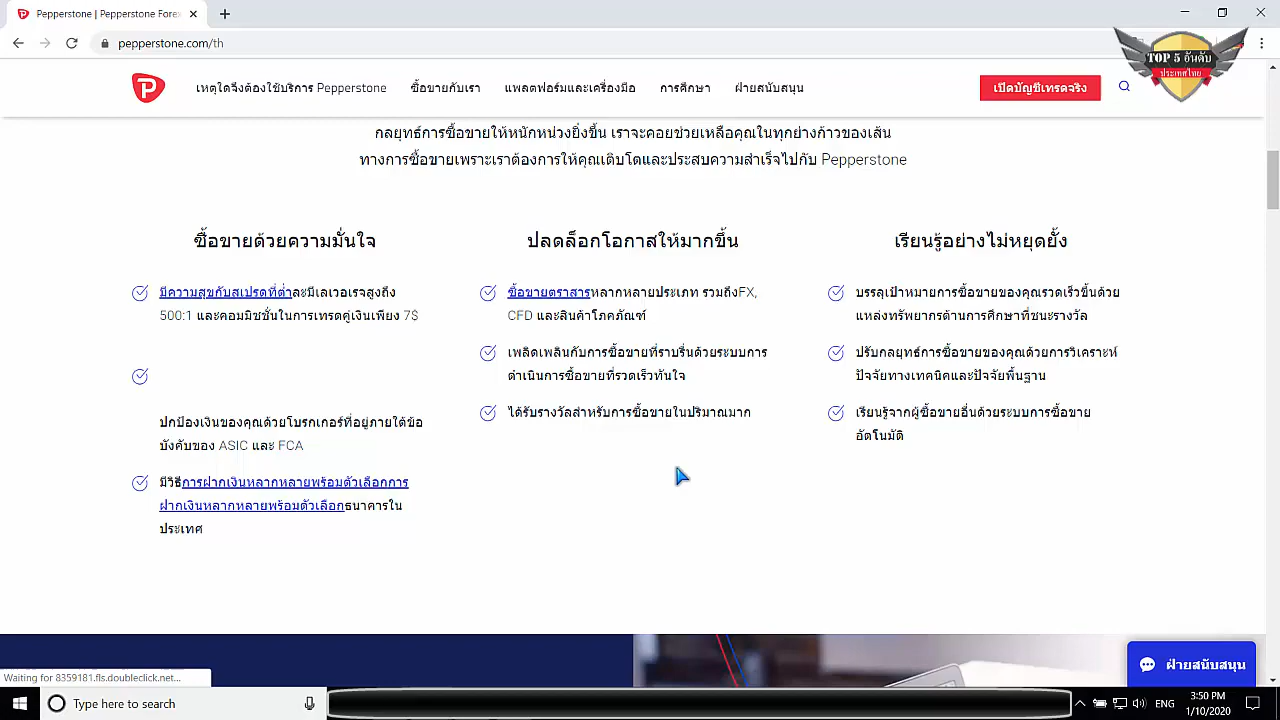 Pepperstone | Pepperstone Forex
pepperstone.com/th
TOP 5 อันดับ
ประเทศไทย
เหตุใดจึงต้องใช้บริการ Pepperstone ซื้อขายกับเรา แพลตฟอร์มและเครื่องมือ การศึกษา ฝ่ายสนับสนุน เปิดบัญชีเทรดจริง
กลยุทธ์การซื้อขายให้หนักหน่วงยิ่งขึ้น เราจะคอยช่วยเหลือคุณในทุกย่างก้าวของเส้น
ทางการซื้อขายเพราะเราต้องการให้คุณเติบโตและประสบความสำเร็จไปกับ Pepperstone
ซื้อขายด้วยความมั่นใจ
มีความสุขกับสเปรดที่ต่ำละมีเลเวอเรจสูงถึง
500:1 และคอมมิชชั่นในการเทรดคู่เงินเพียง 7$
ปกป้องเงินของคุณด้วยโบรกเกอร์ที่อยู่ภายใต้ข้อ
บังคับของ ASIC และ FCA
มีวิธีการฝากเงินหลากหลายพร้อมตัวเลือกการ
ฝากเงินหลากหลายพร้อมตัวเลือกธนาคารใน
ประเทศ
ปลดล็อกโอกาสให้มากขึ้น
ซื้อขายตราสารหลากหลายประเภท รวมถึงFX,
CFD และสินค้าโภคภัณฑ์
เพลิดเพลินกับการซื้อขายที่ราบรื่นด้วยระบบการ
ดำเนินการซื้อขายที่รวดเร็วทันใจ
ได้รับรางวัลสำหรับการซื้อขายในปริมาณมาก
เรียนรู้อย่างไม่หยุดยั้ง
บรรลุเป้าหมายการซื้อขายของคุณรวดเร็วขึ้นด้วย
แหล่งทรัพยากรด้านการศึกษาที่ชนะรางวัล
ปรับกลยุทธ์การซื้อขายของคุณด้วยการวิเคราะห์
ปัจจัยทางเทคนิคและปัจจัยพื้นฐาน
เรียนรู้จากผู้ซื้อขายอื่นด้วยระบบการซื้อขาย
อัตโนมัติ
ฝ่ายสนับสนุน
Waiting for 8359181.fls.doubleclick.net...
Type here to search
ENG
3:50 PM
1/10/2020